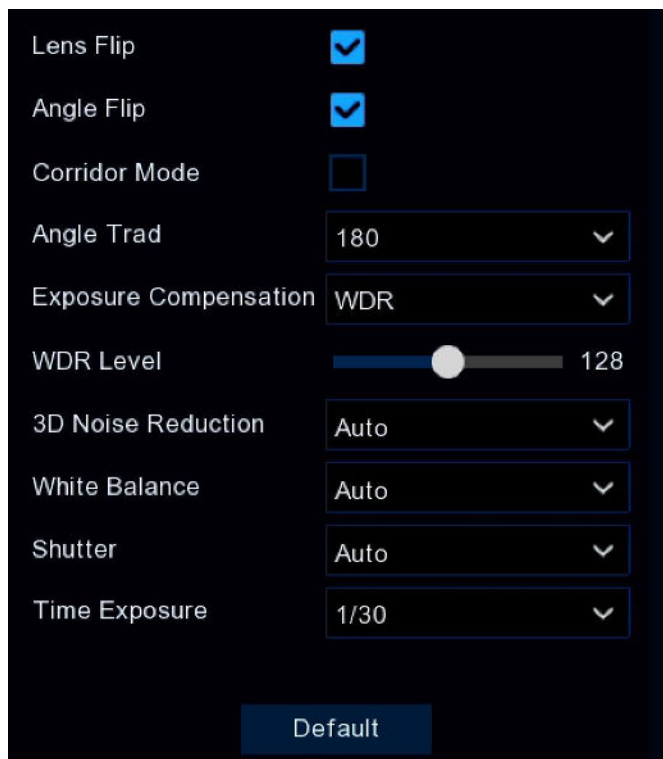 Lens Flip
Angle Flip
Corridor Mode
Angle Trad 180
Exposure Compensation WDR
WDR Level 128
3D Noise Reduction Auto
White Balance Auto
Shutter Auto
Time Exposure 1/30
Default